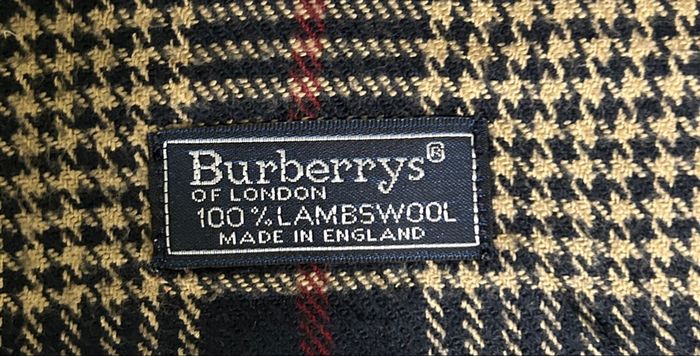 Burberrys®
OF LONDON
100% LAMBSWOOL
MADE IN ENGLAND